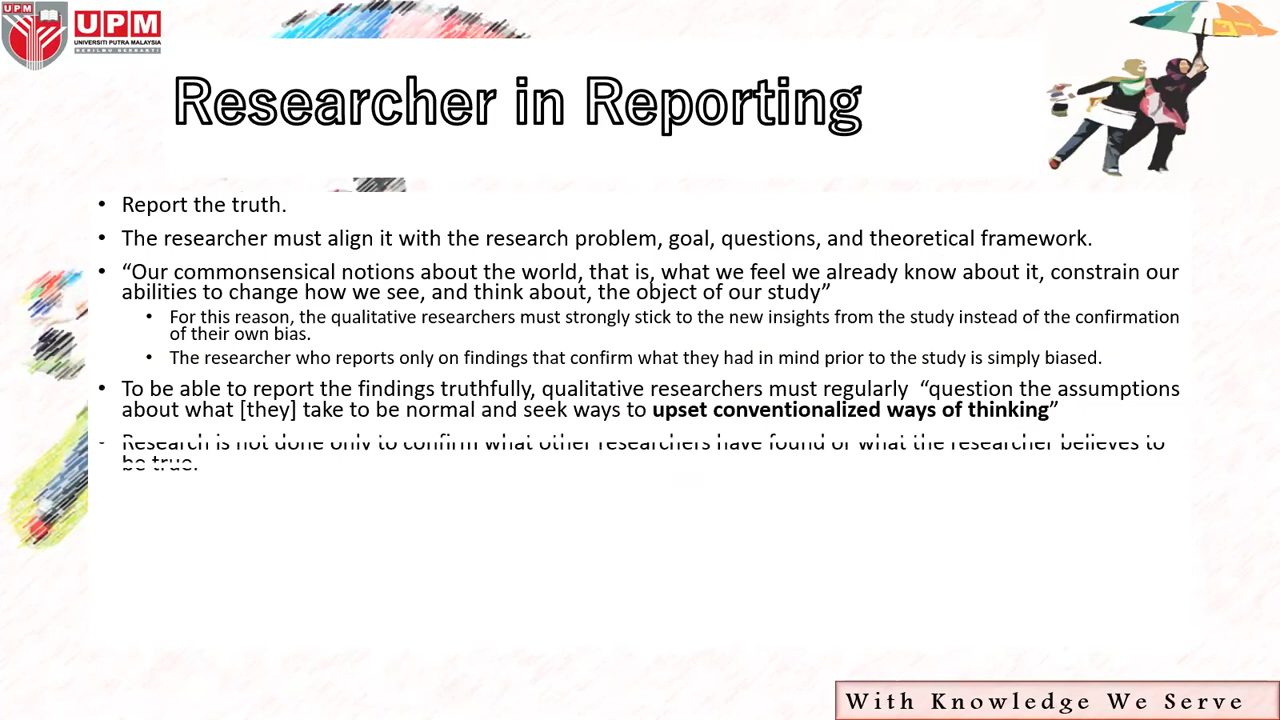 UPM
UPM
UNIVERSITI PUTRA MALAYSIA
BERILMU BERBAKTI
Researcher in Reporting
• Report the truth.
• The researcher must align it with the research problem, goal, questions, and theoretical framework.
• “Our commonsensical notions about the world, that is, what we feel we already know about it, constrain our
abilities to change how we see, and think about, the object of our study”
• For this reason, the qualitative researchers must strongly stick to the new insights from the study instead of the confirmation
of their own bias.
• The researcher who reports only on findings that confirm what they had in mind prior to the study is simply biased.
• To be able to report the findings truthfully, qualitative researchers must regularly “question the assumptions
about what [they] take to be normal and seek ways to upset conventionalized ways of thinking”
• Research is not done only to confirm what other researchers have found or what the researcher believes to
be true.
With Knowledge We Serve